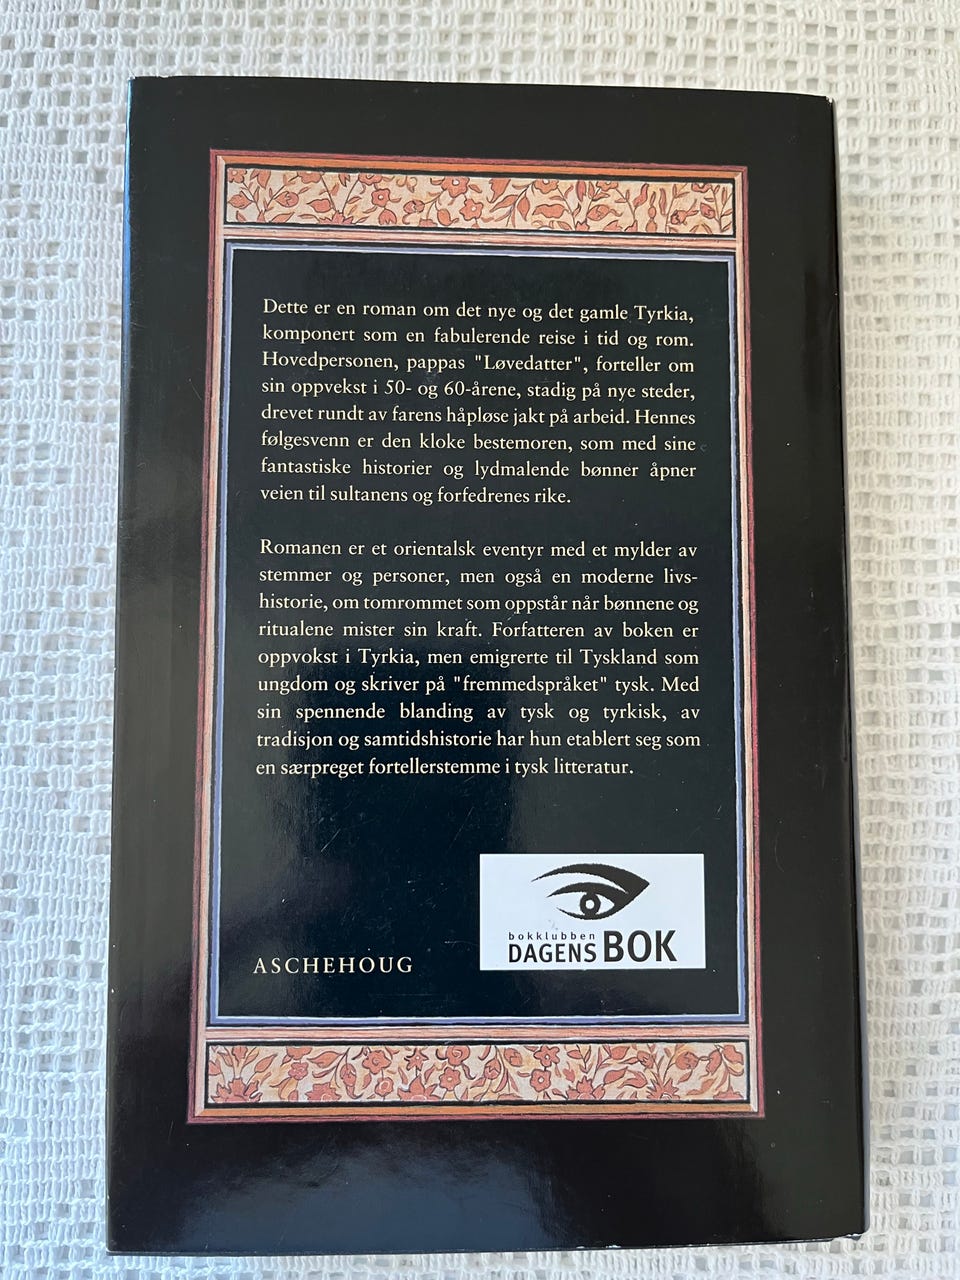 Dette er en roman om det nye og det gamle Tyrkia,
komponert som en fabulerende reise i tid og rom.
Hovedpersonen, pappas "Løvedatter", forteller om
sin oppvekst i 50- og 60-årene, stadig på nye steder,
drevet rundt av farens håpløse jakt på arbeid. Hennes
følgesvenn er den kloke bestemoren, som med sine
fantastiske historier og lydmalende bønner åpner
veien til sultanens og forfedrenes rike.
Romanen er et orientalsk eventyr med et mylder av
stemmer og personer, men også en moderne livs-
historie, om tomrommet som oppstår når bønnene og
ritualene mister sin kraft. Forfatteren av boken er
oppvokst i Tyrkia, men emigrerte til Tyskland som
ungdom og skriver på "fremmedspråket" tysk. Med
sin spennende blanding av tysk og tyrkisk, av
tradisjon og samtidshistorie har hun etablert seg som
en særpreget fortellerstemme i tysk litteratur.
bokklubben
DAGENS BOK
ASCHEHOUG